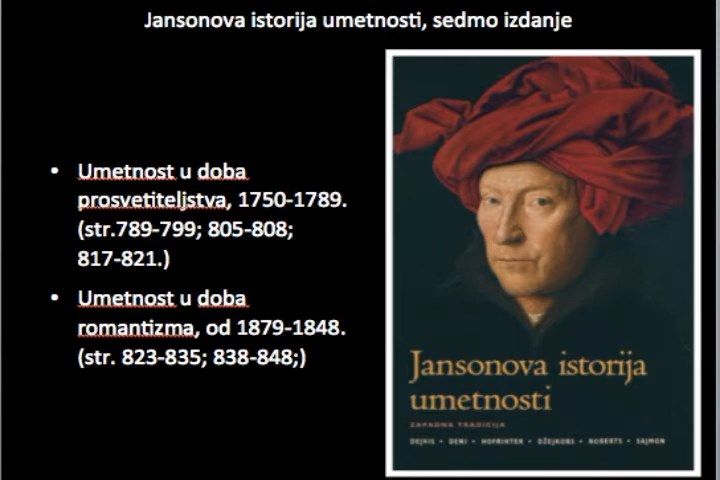 Jansonova istorija umetnosti, sedmo izdanje
• Umetnost u doba
prosvetiteljstva, 1750-1789.
(str.789-799; 805-808;
817-821.)
• Umetnost u doba
romantizma, od 1879-1848.
(str. 823-835; 838-848;)
Jansonova istorija
umetnosti
ZAPADNA TRADICIJA
DEJVIS • DENI • HOFRIHTER • DŽEJKOBS • ROBERTS • SAJMON